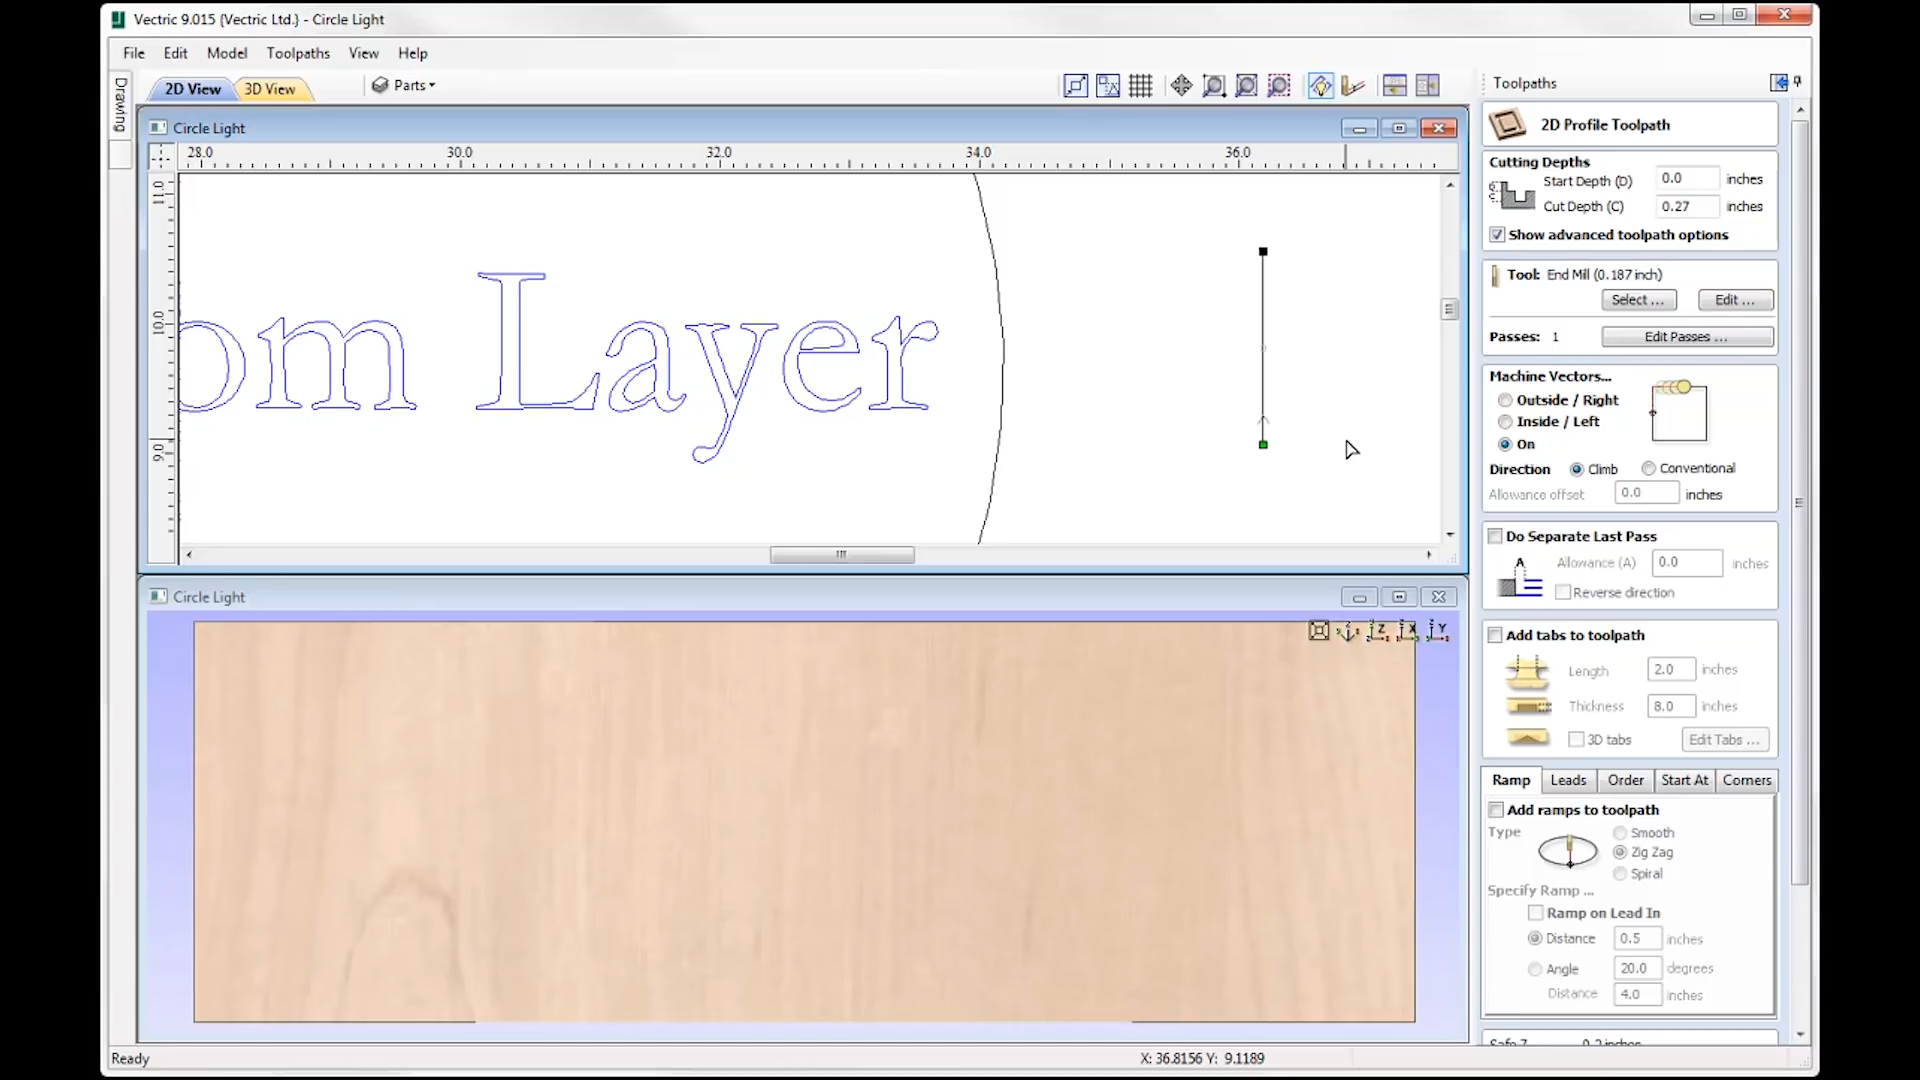 Vectric 9.015 {Vectric Ltd.} - Circle Light
File Edit Model Toolpaths View Help
Drawing
2D View 3D View Parts
Circle Light
28.0 30.0 32.0 34.0 36.0
11.0
10.0
9.0
om Layer
Circle Light
Z X Y
Ready
X: 36.8156 Y: 9.1189
Toolpaths
2D Profile Toolpath
Cutting Depths
Start Depth (D) 0.0 inches
Cut Depth (C) 0.27 inches
Show advanced toolpath options
Tool: End Mill (0.187 inch)
Select ... Edit ...
Passes: 1 Edit Passes ...
Machine Vectors...
Outside / Right
Inside / Left
On
Direction Climb Conventional
Allowance offset 0.0 inches
Do Separate Last Pass
A
Allowance (A) 0.0 inches
Reverse direction
Add tabs to toolpath
Length 2.0 inches
Thickness 8.0 inches
3D tabs Edit Tabs ...
Ramp Leads Order Start At Corners
Add ramps to toolpath
Type Smooth
Zig Zag
Spiral
Specify Ramp ...
Ramp on Lead In
Distance 0.5 inches
Angle 20.0 degrees
Distance 4.0 inches
Safe Z 0.2 inches